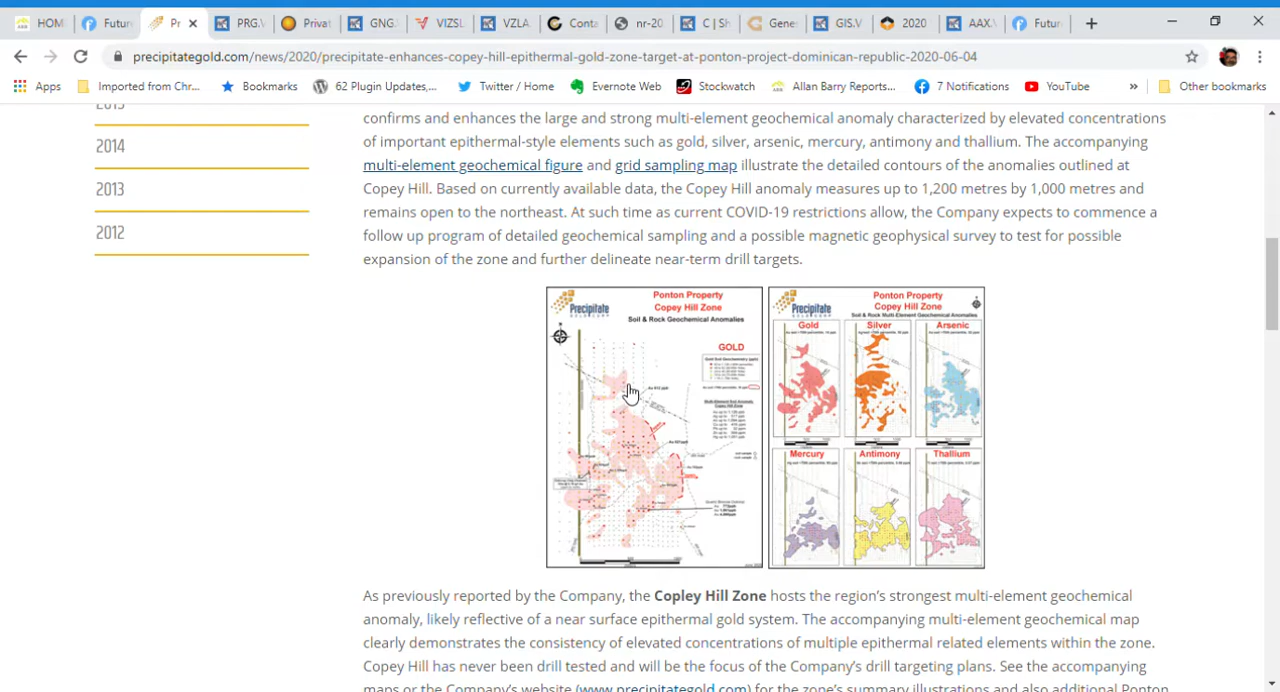 HOM
Futur
Pr
PRG.V
Privat
GNG.
VIZSL
VZLA
Conta
nr-20
C | Sh
Gene
GIS.V
2020
AAX.
Futur
precipitategold.com/news/2020/precipitate-enhances-copey-hill-epithermal-gold-zone-target-at-ponton-project-dominican-republic-2020-06-04
Apps
Imported from Chr...
Bookmarks
62 Plugin Updates,...
Twitter / Home
Evernote Web
Stockwatch
Allan Barry Reports...
7 Notifications
YouTube
»
Other bookmarks
2014
2013
2012
confirms and enhances the large and strong multi-element geochemical anomaly characterized by elevated concentrations
of important epithermal-style elements such as gold, silver, arsenic, mercury, antimony and thallium. The accompanying
multi-element geochemical figure and grid sampling map illustrate the detailed contours of the anomalies outlined at
Copey Hill. Based on currently available data, the Copey Hill anomaly measures up to 1,200 metres by 1,000 metres and
remains open to the northeast. At such time as current COVID-19 restrictions allow, the Company expects to commence a
follow up program of detailed geochemical sampling and a possible magnetic geophysical survey to test for possible
expansion of the zone and further delineate near-term drill targets.
Precipitate
Ponton Property
Copey Hill Zone
Soil & Rock Geochemical Anomalies
GOLD
Precipitate
Ponton Property
Copey Hill Zone
Soil & Rock Multi-Element Geochemical Anomalies
Gold
Silver
Arsenic
Mercury
Antimony
Thallium
As previously reported by the Company, the Copley Hill Zone hosts the region's strongest multi-element geochemical
anomaly, likely reflective of a near surface epithermal gold system. The accompanying multi-element geochemical map
clearly demonstrates the consistency of elevated concentrations of multiple epithermal related elements within the zone.
Copey Hill has never been drill tested and will be the focus of the Company's drill targeting plans. See the accompanying
maps or the Company's website (www.precipitategold.com) for the zone's summary illustrations and also additional Ponton